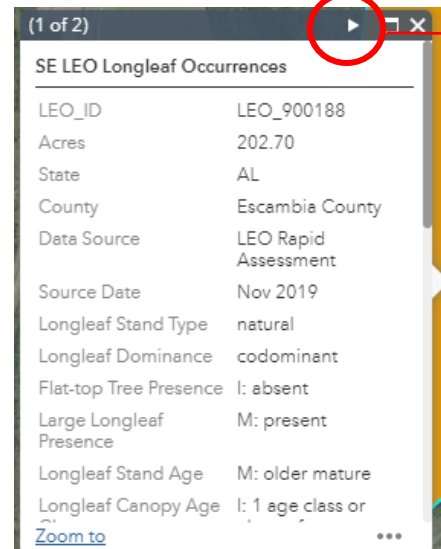 (1 of 2)
SE LEO Longleaf Occurrences
LEO_ID LEO_900188
Acres 202.70
State AL
County Escambia County
Data Source LEO Rapid
Assessment
Source Date Nov 2019
Longleaf Stand Type natural
Longleaf Dominance codominant
Flat-top Tree Presence I: absent
Large Longleaf M: present
Presence
Longleaf Stand Age M: older mature
Longleaf Canopy Age I: 1 age class or
Zoom to